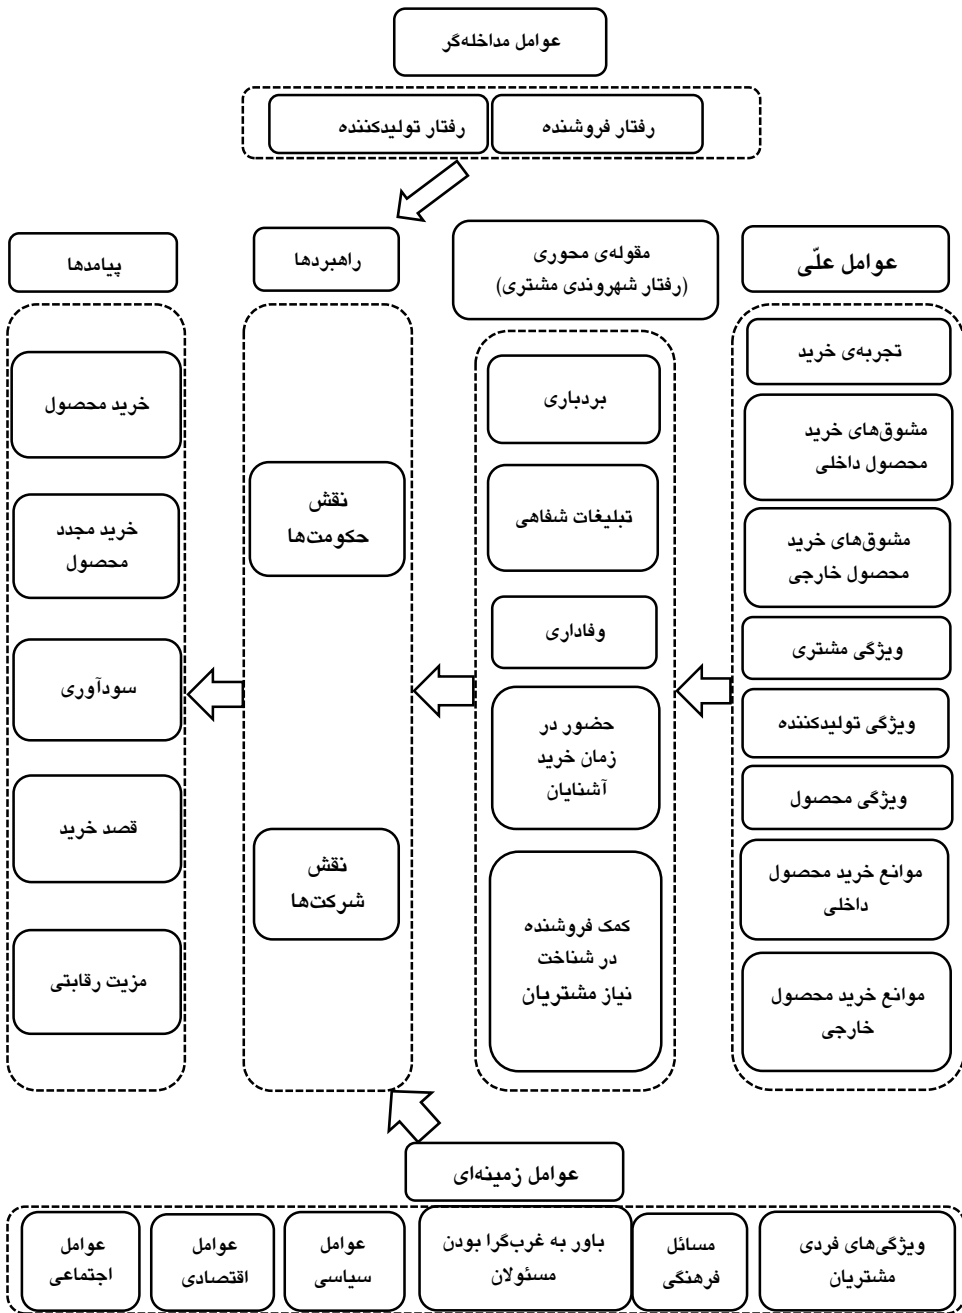 عوامل مداخله‌گر
رفتار فروشنده
رفتار تولیدکننده
عوامل علّی
تجربه‌ی خرید
مشوق‌های خرید
محصول داخلی
مشوق‌های خرید
محصول خارجی
ویژگی مشتری
ویژگی تولیدکننده
ویژگی محصول
موانع خرید محصول
داخلی
موانع خرید محصول
خارجی
مقوله‌ی محوری
(رفتار شهروندی مشتری)
بردباری
تبلیغات شفاهی
وفاداری
حضور در
زمان خرید
آشنایان
کمک فروشنده
در شناخت
نیاز مشتریان
راهبردها
نقش
حکومت‌ها
نقش
شرکت‌ها
پیامدها
خرید محصول
خرید مجدد
محصول
سودآوری
قصد خرید
مزیت رقابتی
عوامل زمینه‌ای
ویژگی‌های فردی
مشتریان
مسائل
فرهنگی
باور به غرب‌گرا بودن
مسئولان
عوامل
سیاسی
عوامل
اقتصادی
عوامل
اجتماعی